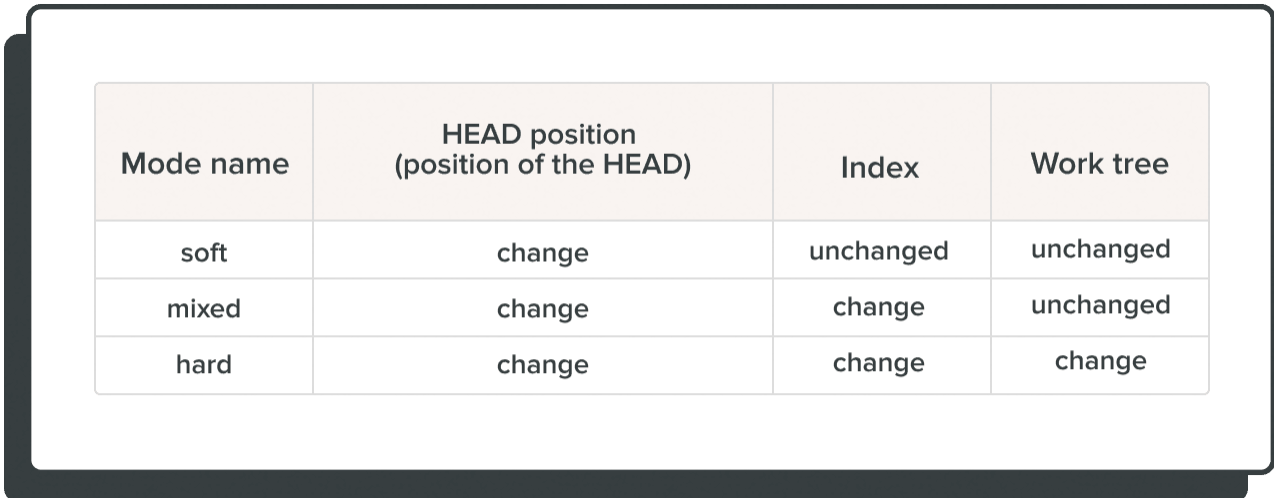 Mode name
HEAD position
(position of the HEAD)
Index
Work tree
soft
change
unchanged
unchanged
mixed
change
change
unchanged
hard
change
change
change